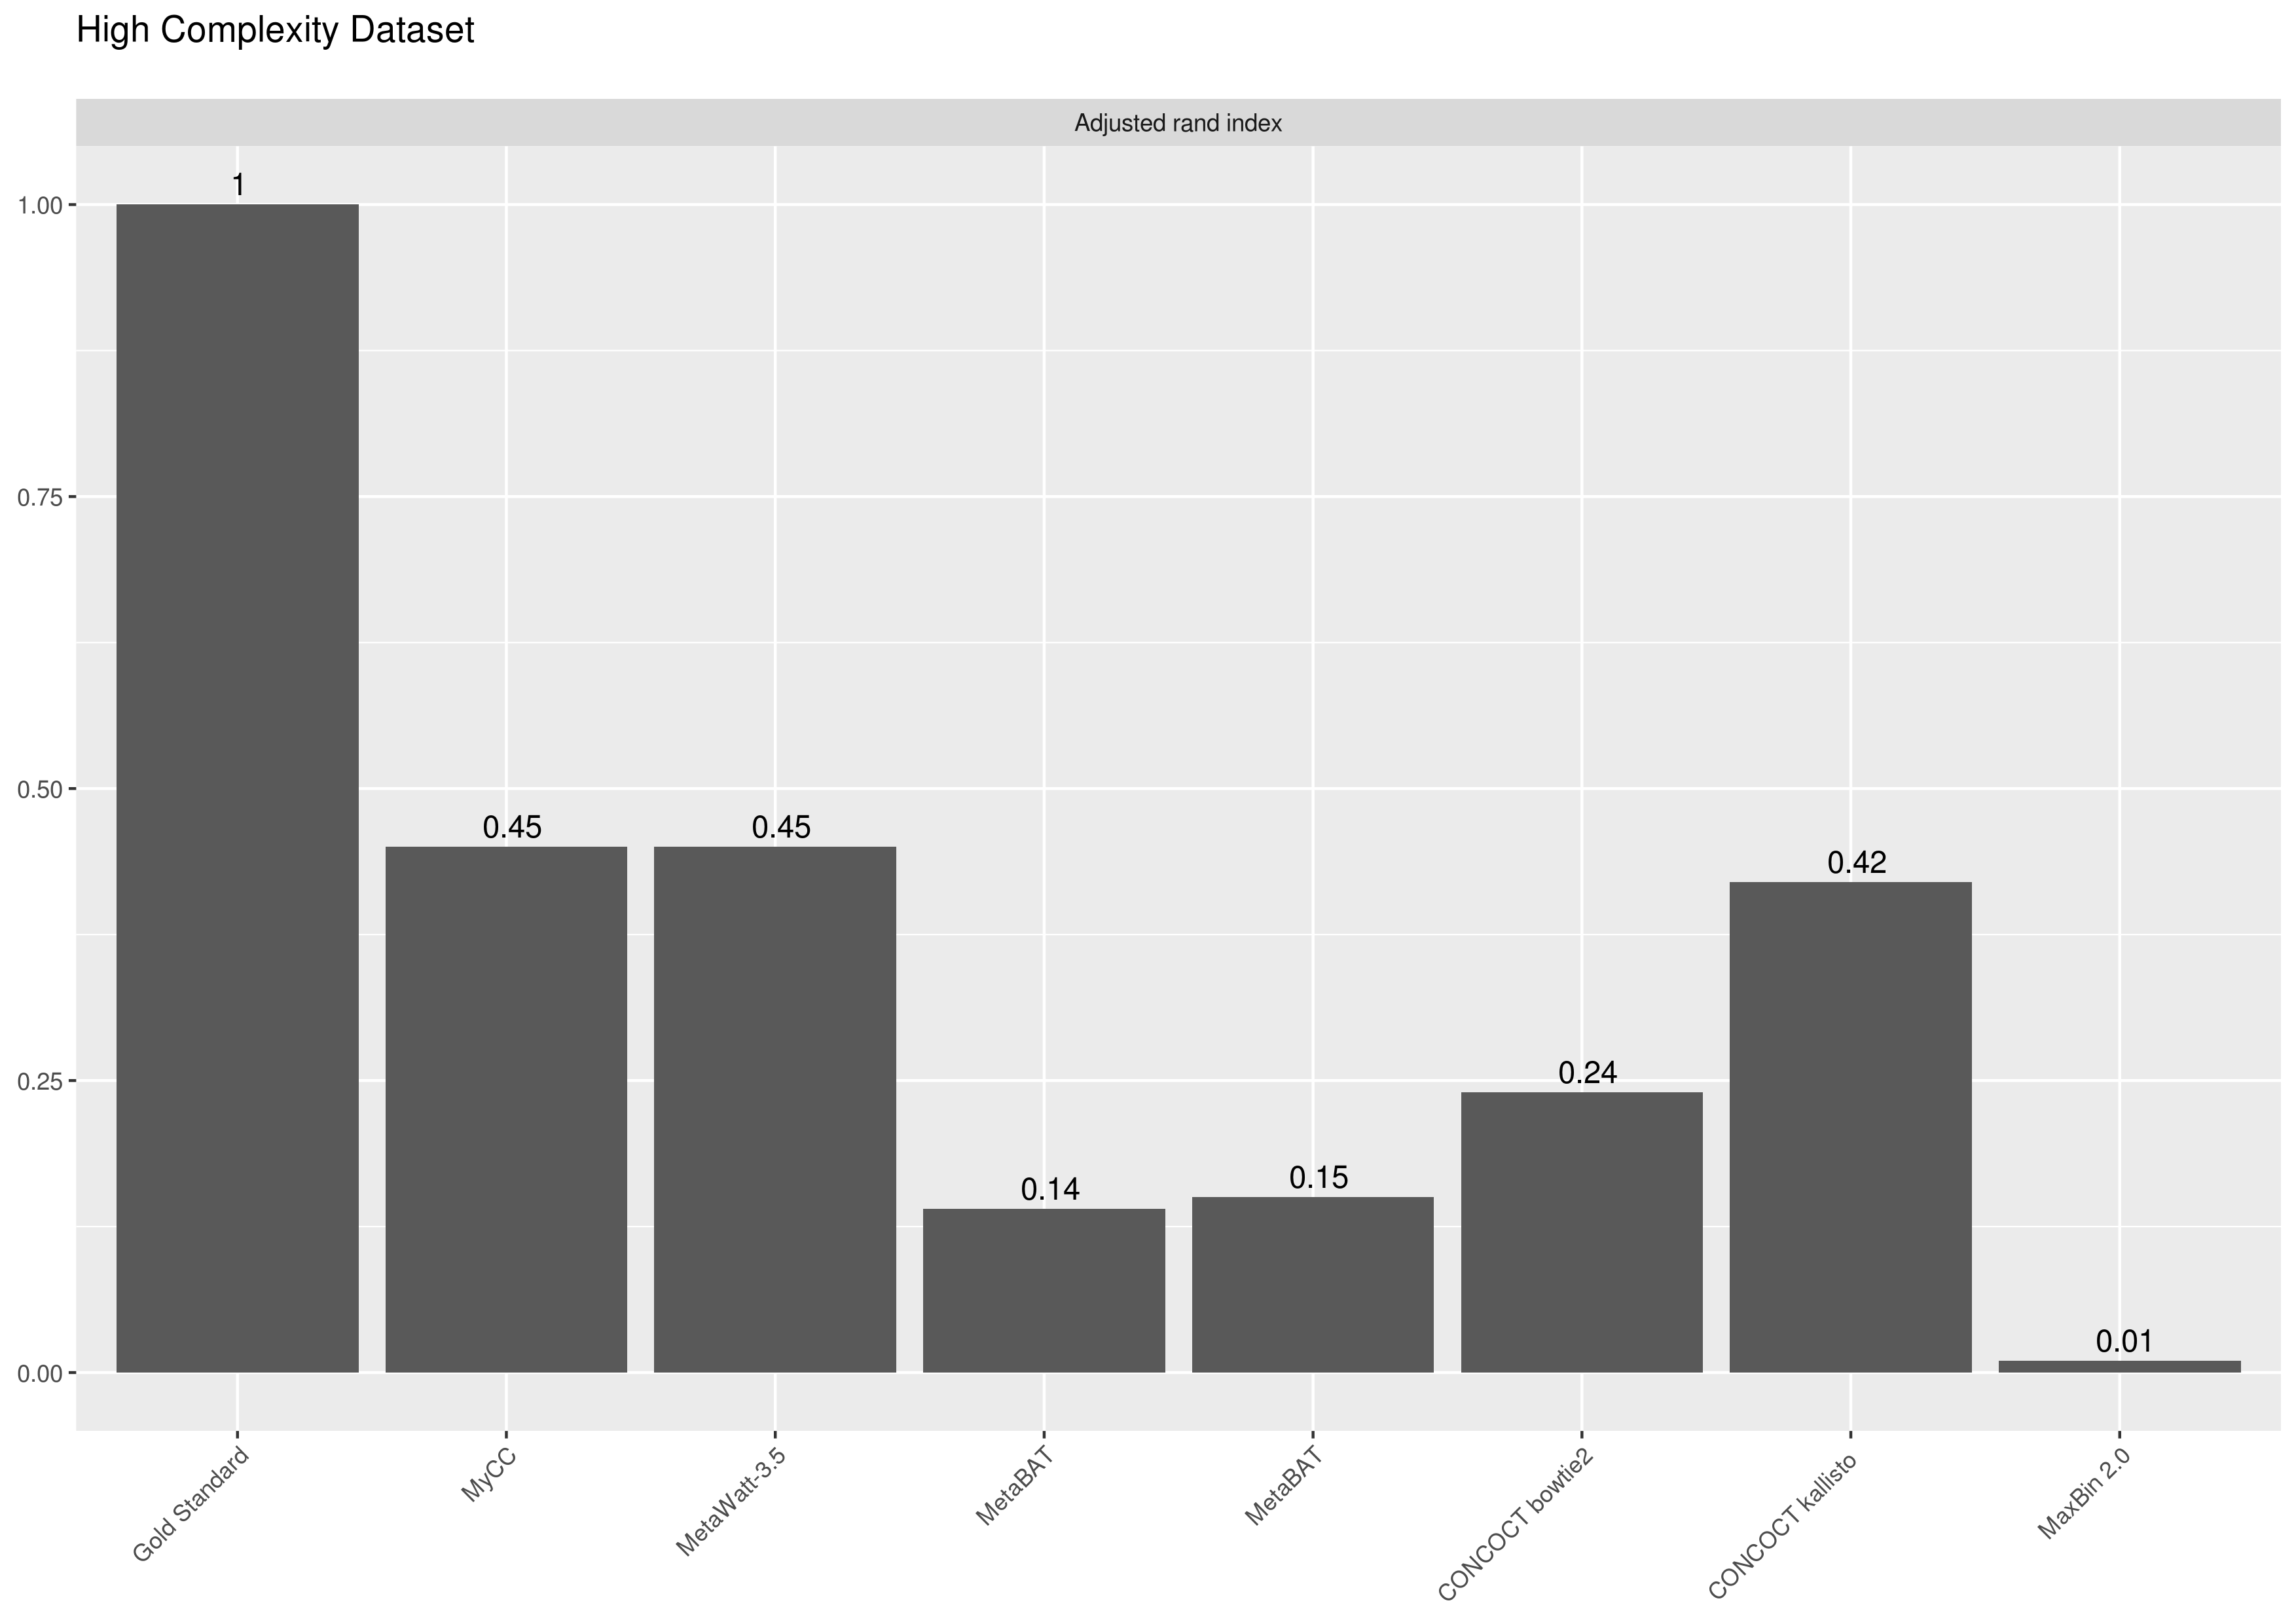 High Complexity Dataset
Adjusted rand index
1
1.00
0.75
0.50
0.45
0.45
0.42
0.25
0.24
0.15
0.14
0.01
0.00
Gold Standard
MyCC
MetaWatt-3.5
MetaBAT
MetaBAT
CONCOCT bowtie2
CONCOCT kallisto
MaxBin 2.0